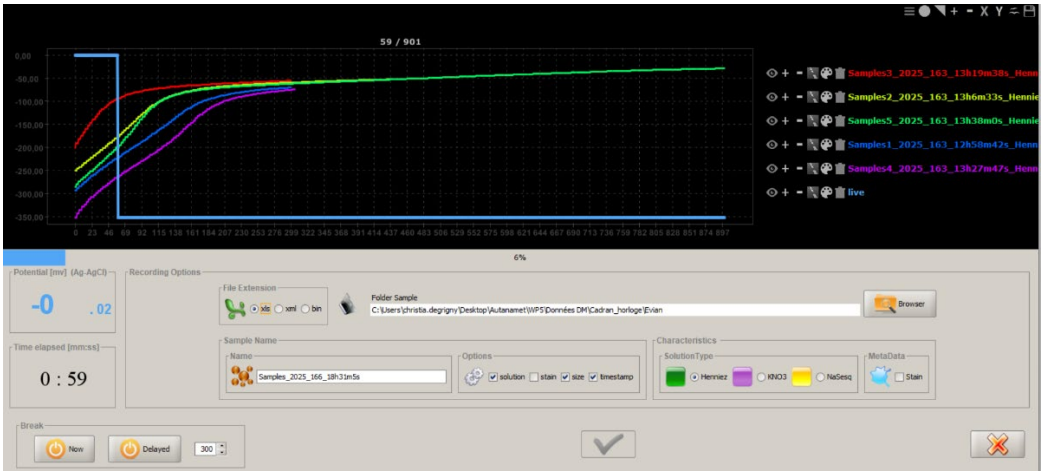 + - X Y
59 / 901
0,00
-50,00
-100,00
-150,00
-200,00
-250,00
-300,00
-350,00
0 23 46 69 92 115 138 161 184 207 230 253 276 299 322 345 368 391 414 437 460 483 506 529 552 575 598 621 644 667 690 713 736 759 782 805 828 851 874 897
+ - Samples3_2025_163_13h19m38s_Henn
+ - Samples2_2025_163_13h6m33s_Hennie
+ - Samples5_2025_163_13h38m0s_Hennie
+ - Samples1_2025_163_12h58m42s_Henn
+ - Samples4_2025_163_13h27m47s_Henn
+ - live
6%
Potential [mv] (Ag-AgCl)
-0 .02
Time elapsed [mm:ss]
0 : 59
Recording Options
File Extension
xls xml bin
Folder Sample
C:\Users\christia.degrigny\Desktop\Autanamet\WP5\Données DM\Cadran_horloge\Evian
Browser
Sample Name
Name
Samples_2025_166_18h31m5s
Options
solution stain size timestamp
Characteristics
SolutionType
Henniez KNO3 NaSesq
MetaData
Stain
Break
Now Delayed 300